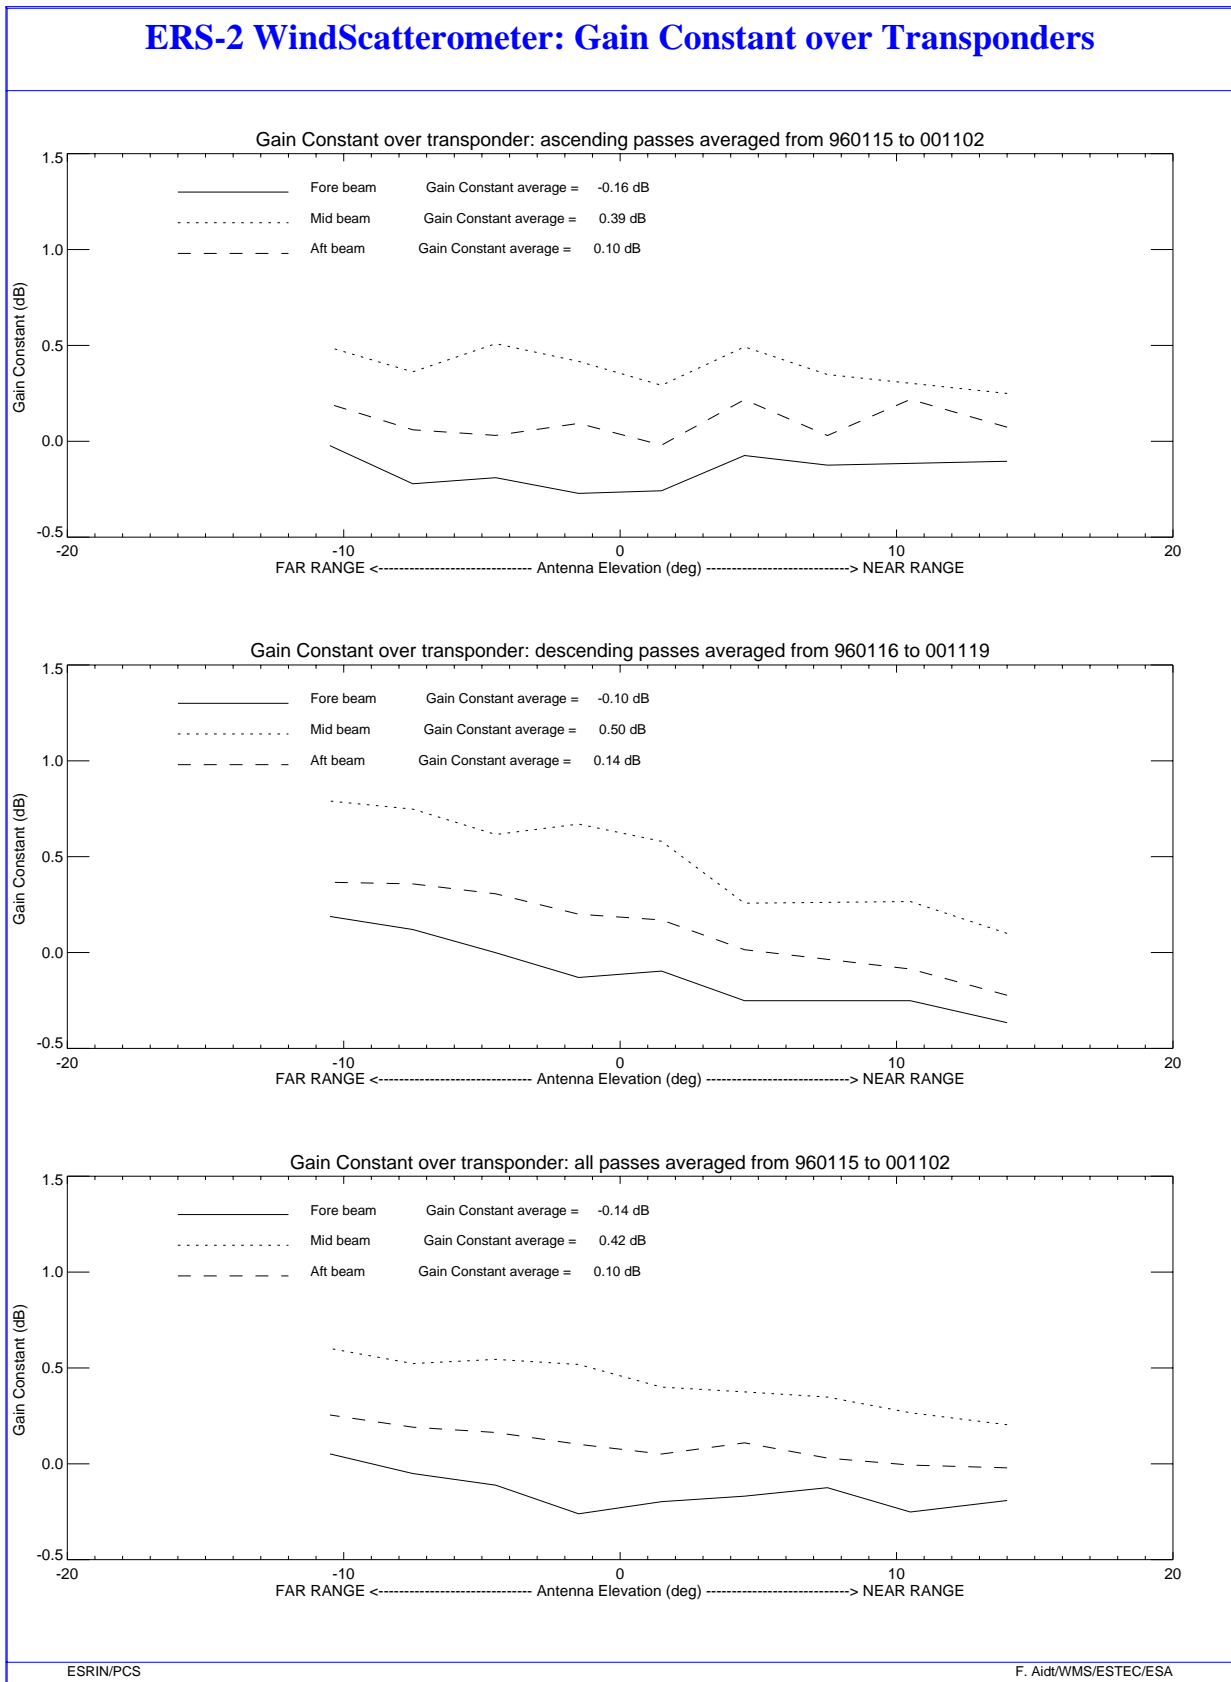 ERS-2 WindScatterometer: Gain Constant over Transponders
Gain Constant over transponder: ascending passes averaged from 960115 to 001102
1.5
1.0
0.5
0.0
-0.5
Gain Constant (dB)
Fore beam Gain Constant average = -0.16 dB
Mid beam Gain Constant average = 0.39 dB
Aft beam Gain Constant average = 0.10 dB
-20 -10 0 10 20
FAR RANGE <------------------------------ Antenna Elevation (deg) ----------------------------> NEAR RANGE
Gain Constant over transponder: descending passes averaged from 960116 to 001119
1.5
1.0
0.5
0.0
-0.5
Gain Constant (dB)
Fore beam Gain Constant average = -0.10 dB
Mid beam Gain Constant average = 0.50 dB
Aft beam Gain Constant average = 0.14 dB
-20 -10 0 10 20
FAR RANGE <------------------------------ Antenna Elevation (deg) ----------------------------> NEAR RANGE
Gain Constant over transponder: all passes averaged from 960115 to 001102
1.5
1.0
0.5
0.0
-0.5
Gain Constant (dB)
Fore beam Gain Constant average = -0.14 dB
Mid beam Gain Constant average = 0.42 dB
Aft beam Gain Constant average = 0.10 dB
-20 -10 0 10 20
FAR RANGE <------------------------------ Antenna Elevation (deg) ----------------------------> NEAR RANGE
ESRIN/PCS F. Aidt/WMS/ESTEC/ESA